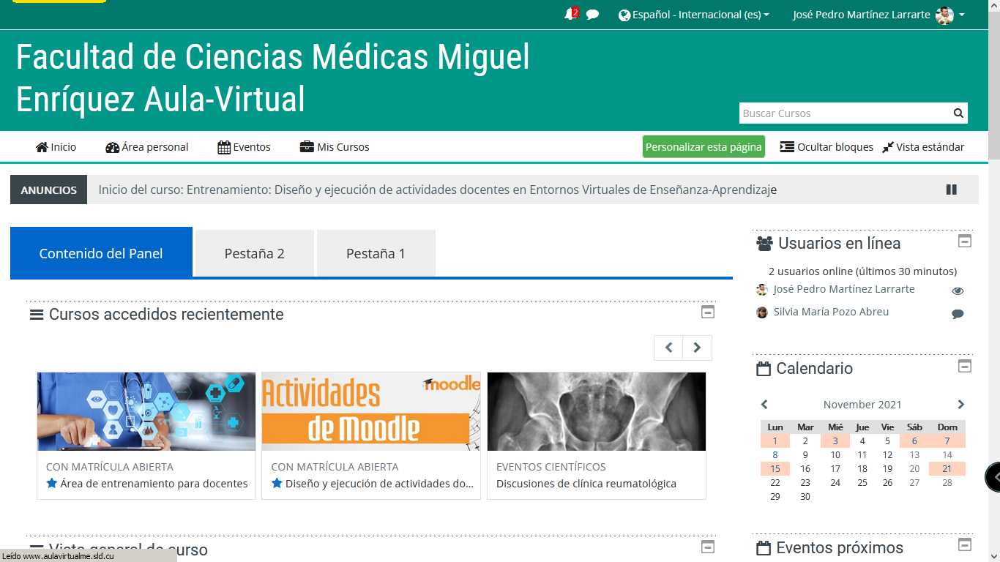 2
Español - Internacional (es)
José Pedro Martínez Larrarte
Facultad de Ciencias Médicas Miguel
Enríquez Aula-Virtual
Buscar Cursos
Inicio
Área personal
Eventos
Mis Cursos
Personalizar esta página
Ocultar bloques
Vista estándar
ANUNCIOS
Inicio del curso: Entrenamiento: Diseño y ejecución de actividades docentes en Entornos Virtuales de Enseñanza-Aprendizaje
Contenido del Panel
Pestaña 2
Pestaña 1
Cursos accedidos recientemente
Actividades
de Moodle
moodle
CON MATRÍCULA ABIERTA
Área de entrenamiento para docentes
CON MATRÍCULA ABIERTA
Diseño y ejecución de actividades do...
EVENTOS CIENTÍFICOS
Discusiones de clínica reumatológica
Vista general de curso
Leído www.aulavirtualme.sld.cu
Usuarios en línea
2 usuarios online (últimos 30 minutos)
José Pedro Martínez Larrarte
Silvia María Pozo Abreu
Calendario
November 2021
Lun Mar Mié Jue Vie Sáb Dom
1 2 3 4 5 6 7
8 9 10 11 12 13 14
15 16 17 18 19 20 21
22 23 24 25 26 27 28
29 30
Eventos próximos